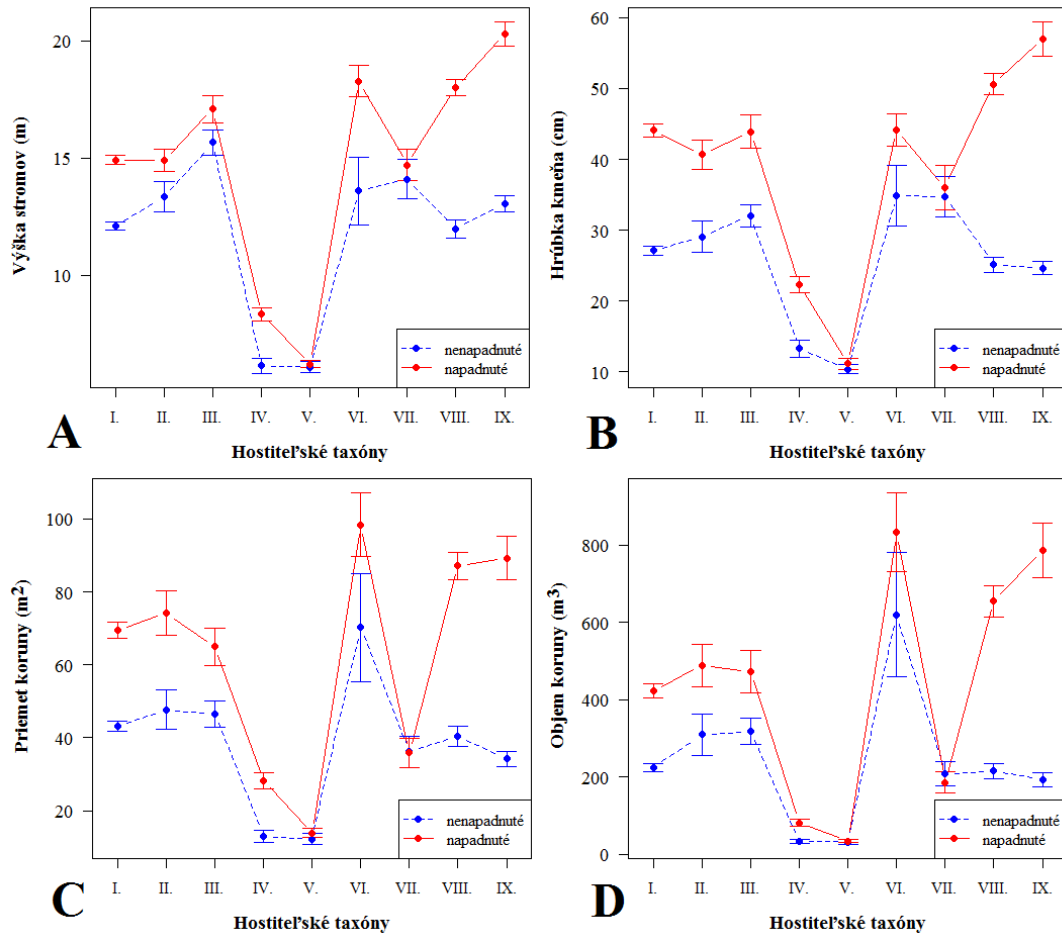 Výška stromov (m)
20
15
10
nenapadnuté
napadnuté
I. II. III. IV. V. VI. VII. VIII. IX.
A
Hostiteľské taxóny
Hrúbka kmeňa (cm)
60
50
40
30
20
10
nenapadnuté
napadnuté
I. II. III. IV. V. VI. VII. VIII. IX.
B
Hostiteľské taxóny
Priemet koruny (m²)
100
80
60
40
20
nenapadnuté
napadnuté
I. II. III. IV. V. VI. VII. VIII. IX.
C
Hostiteľské taxóny
Objem koruny (m³)
800
600
400
200
0
nenapadnuté
napadnuté
I. II. III. IV. V. VI. VII. VIII. IX.
D
Hostiteľské taxóny